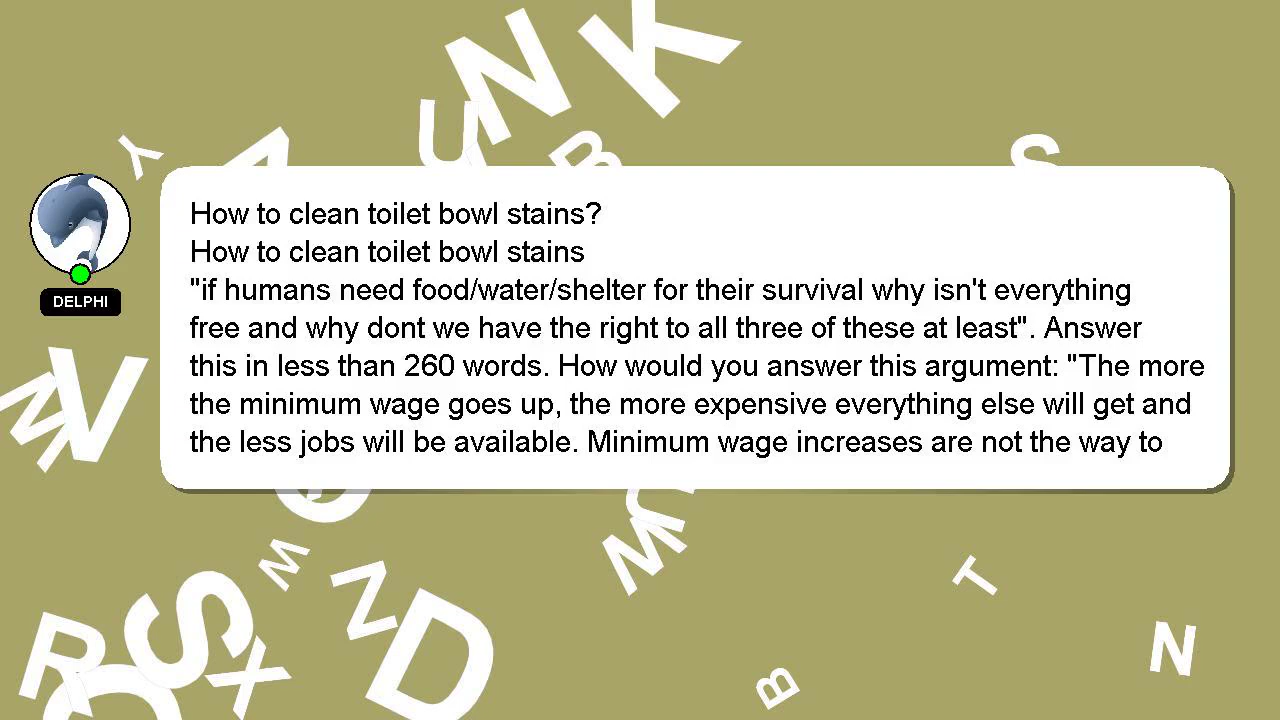 How to clean toilet bowl stains?
How to clean toilet bowl stains
"if humans need food/water/shelter for their survival why isn't everything
free and why dont we have the right to all three of these at least". Answer
this in less than 260 words. How would you answer this argument: "The more
the minimum wage goes up, the more expensive everything else will get and
the less jobs will be available. Minimum wage increases are not the way to
DELPHI